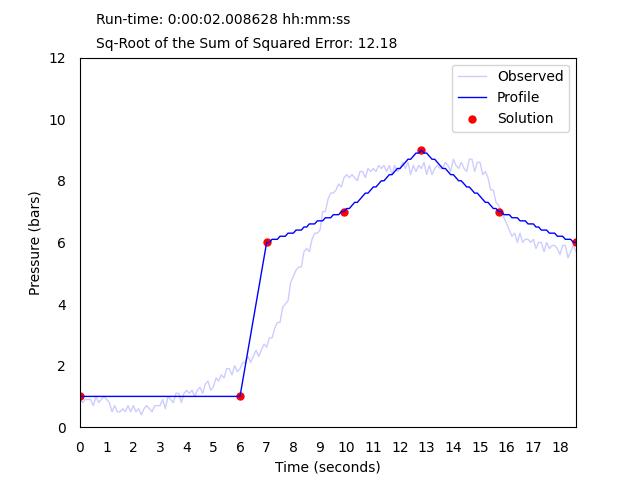 Run-time: 0:00:02.008628 hh:mm:ss
Sq-Root of the Sum of Squared Error: 12.18
12
10
8
6
4
2
0
Pressure (bars)
Observed
Profile
Solution
0 1 2 3 4 5 6 7 8 9 10 11 12 13 14 15 16 17 18
Time (seconds)